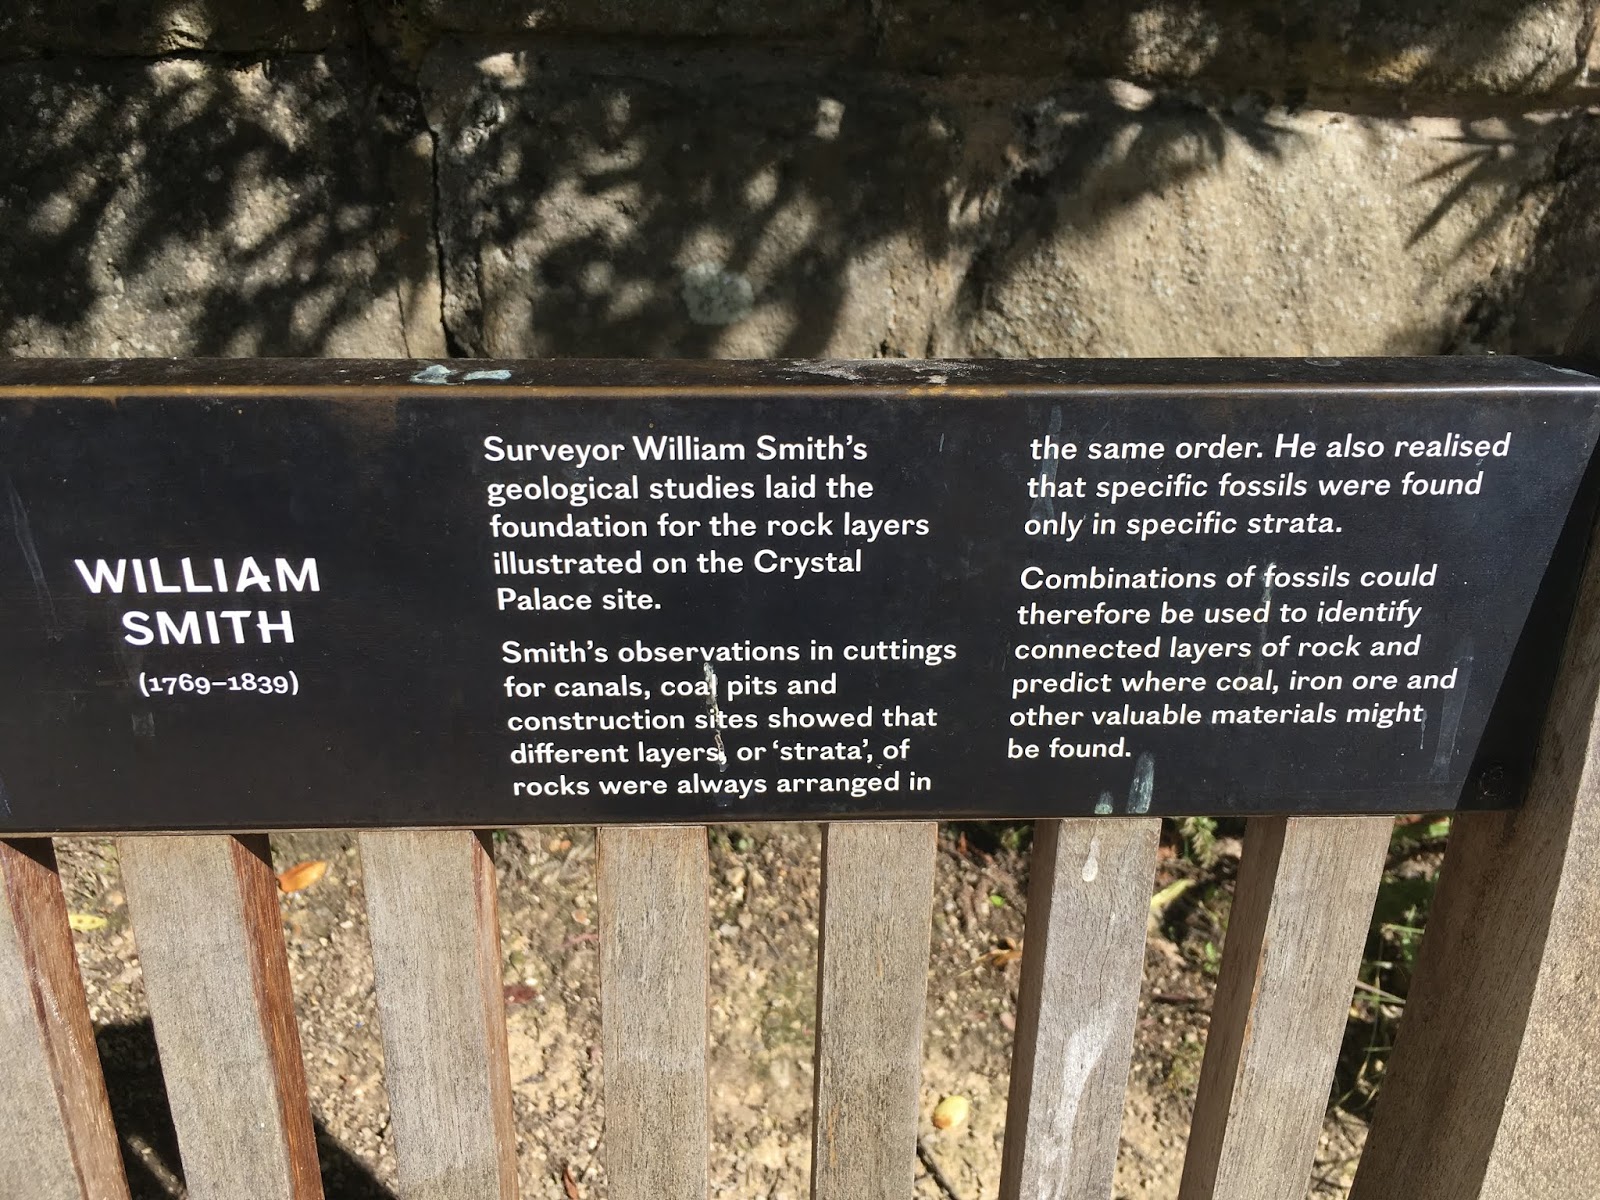 WILLIAM
SMITH
(1769–1839)
Surveyor William Smith’s
geological studies laid the
foundation for the rock layers
illustrated on the Crystal
Palace site.
Smith’s observations in cuttings
for canals, coal pits and
construction sites showed that
different layers, or ‘strata’, of
rocks were always arranged in
the same order. He also realised
that specific fossils were found
only in specific strata.
Combinations of fossils could
therefore be used to identify
connected layers of rock and
predict where coal, iron ore and
other valuable materials might
be found.